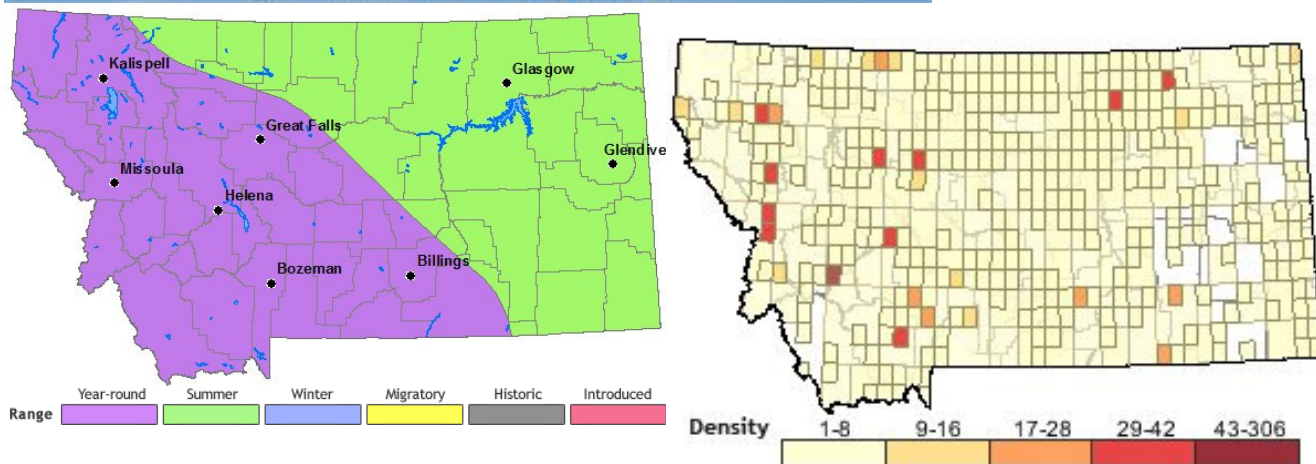 Kalispell
Glasgow
Great Falls
Glendive
Missoula
Helena
Billings
Bozeman
Range Year-round Summer Winter Migratory Historic Introduced
Density 1-8 9-16 17-28 29-42 43-306